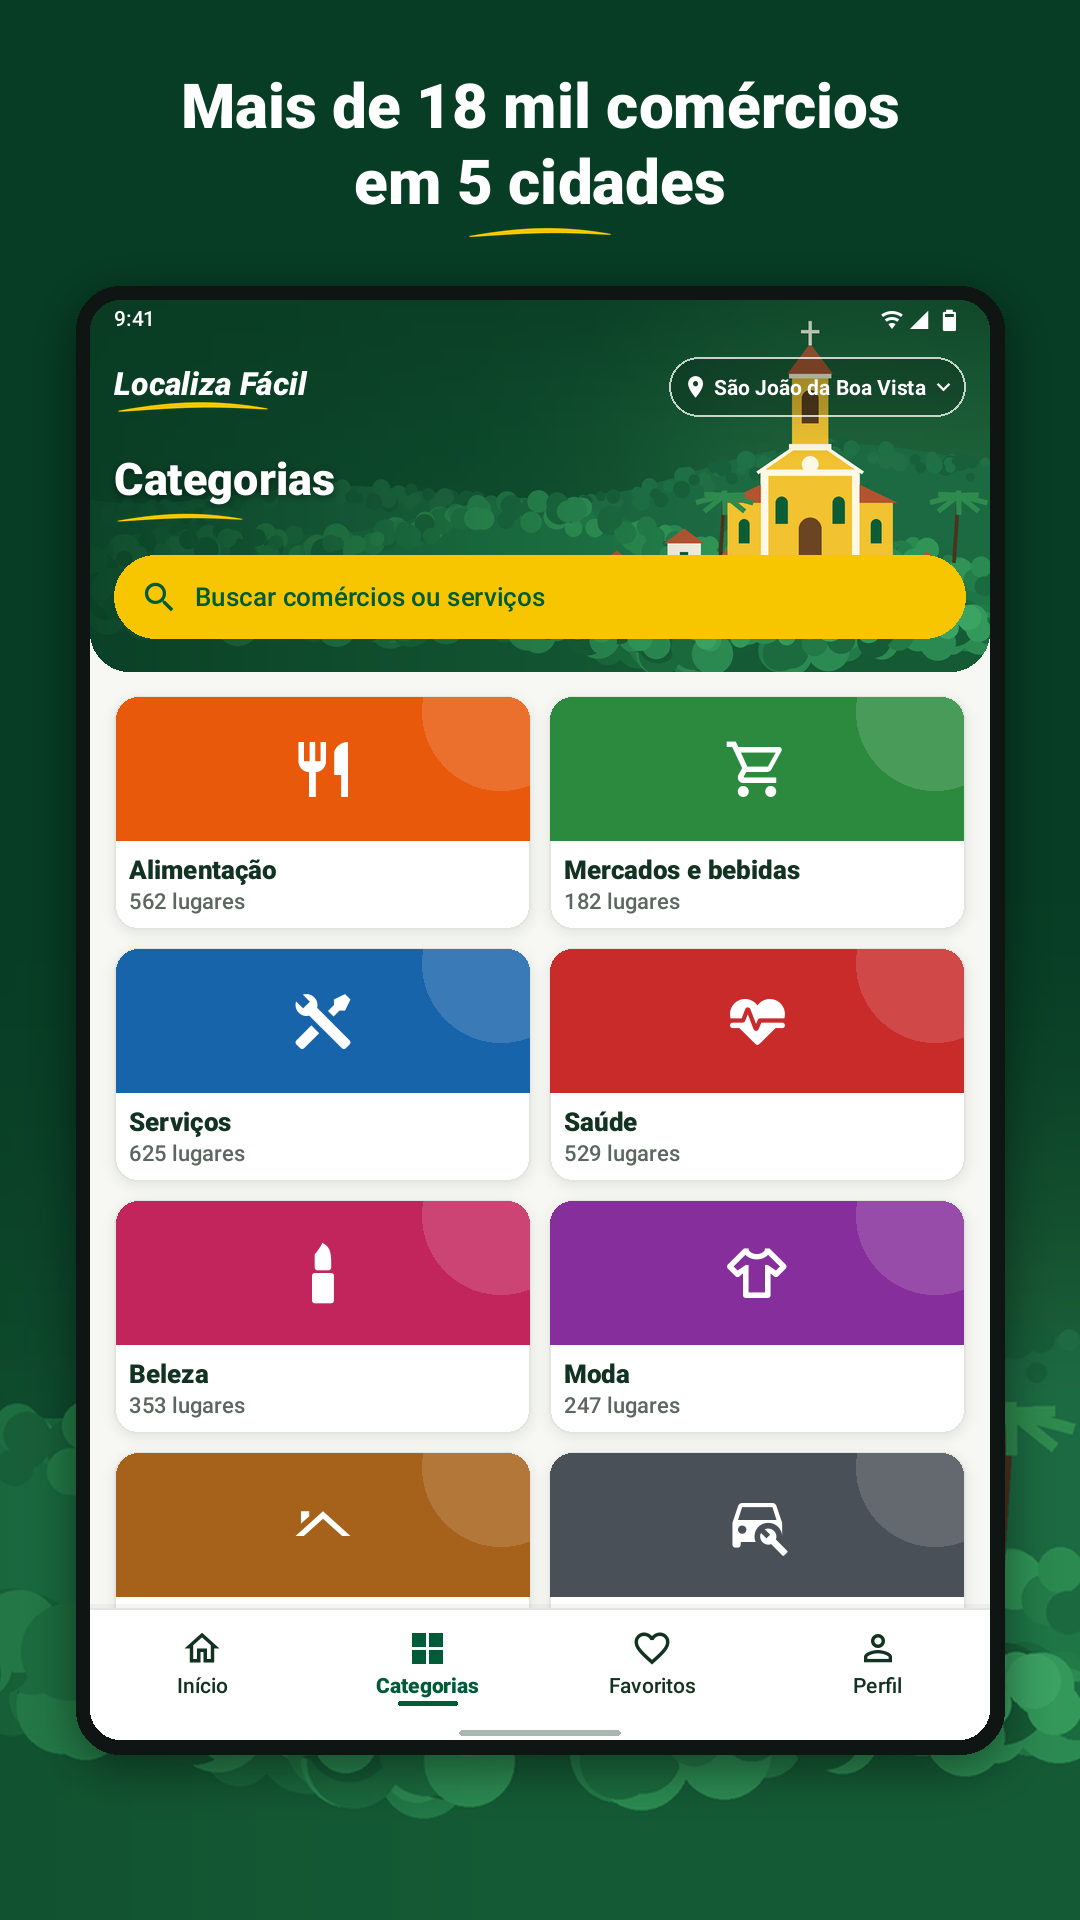 Mais de 18 mil comércios
em 5 cidades
9:41
Localiza Fácil
São João da Boa Vista
Categorias
Buscar comércios ou serviços
Alimentação
562 lugares
Mercados e bebidas
182 lugares
Serviços
625 lugares
Saúde
529 lugares
Beleza
353 lugares
Moda
247 lugares
Início
Categorias
Favoritos
Perfil